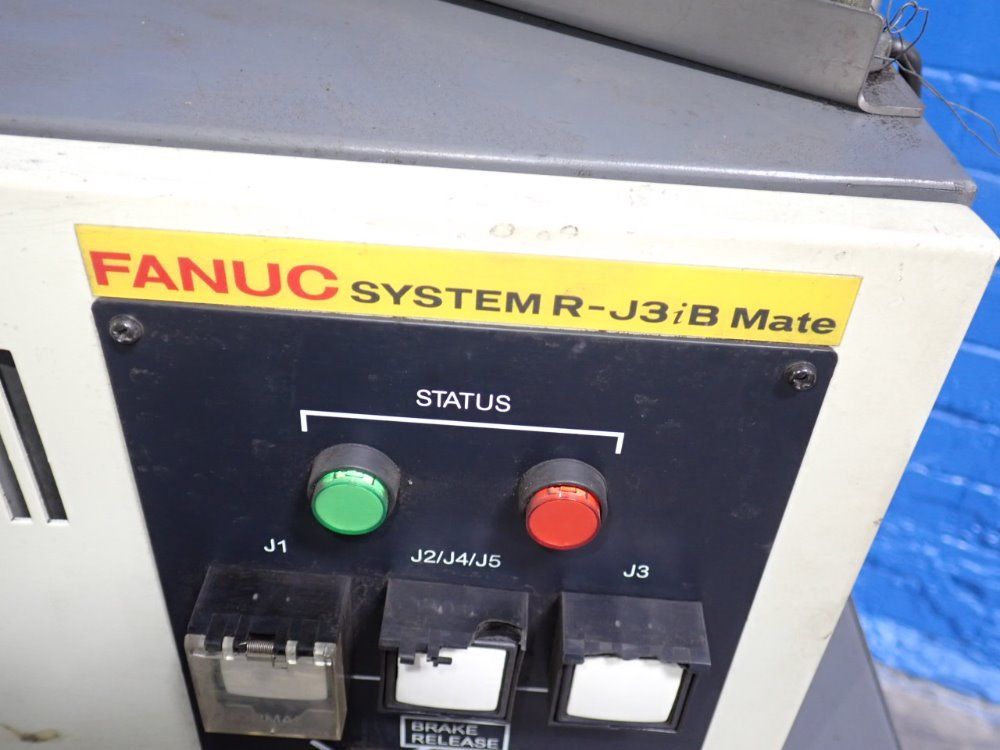 FANUC SYSTEM R-J3iB Mate
STATUS
J1
J2/J4/J5
J3
BRAKE
RELEASE